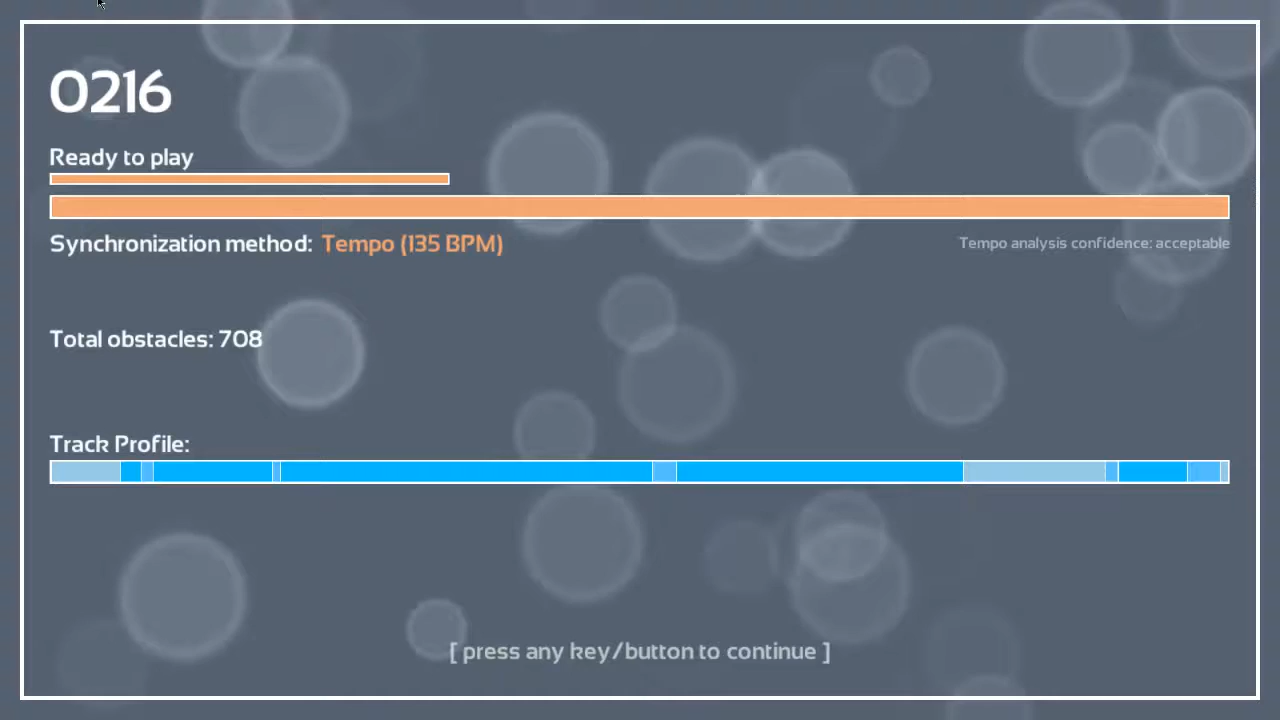 0216
Ready to play
Synchronization method: Tempo (135 BPM)
Tempo analysis confidence: acceptable
Total obstacles: 708
Track Profile:
[ press any key/button to continue ]